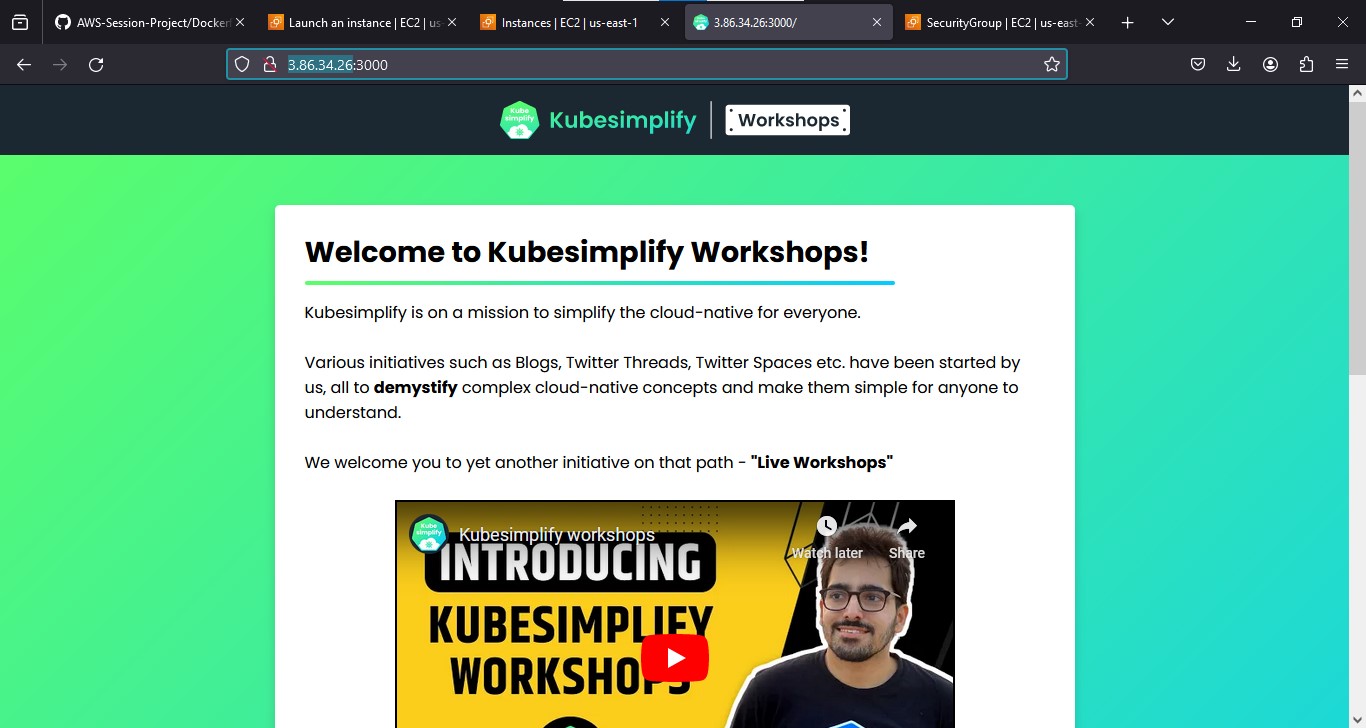 AWS-Session-Project/Docker
Launch an instance | EC2 | us-
Instances | EC2 | us-east-1
3.86.34.26:3000/
SecurityGroup | EC2 | us-east-
3.86.34.26:3000
Kube
simplify
Kubesimplify
Workshops
Welcome to Kubesimplify Workshops!
Kubesimplify is on a mission to simplify the cloud-native for everyone.
Various initiatives such as Blogs, Twitter Threads, Twitter Spaces etc. have been started by
us, all to demystify complex cloud-native concepts and make them simple for anyone to
understand.
We welcome you to yet another initiative on that path - "Live Workshops"
Kube
simplify
Kubesimplify workshops
Watch later
Share
INTRODUCING
KUBESIMPLIFY
WORKSHOPS